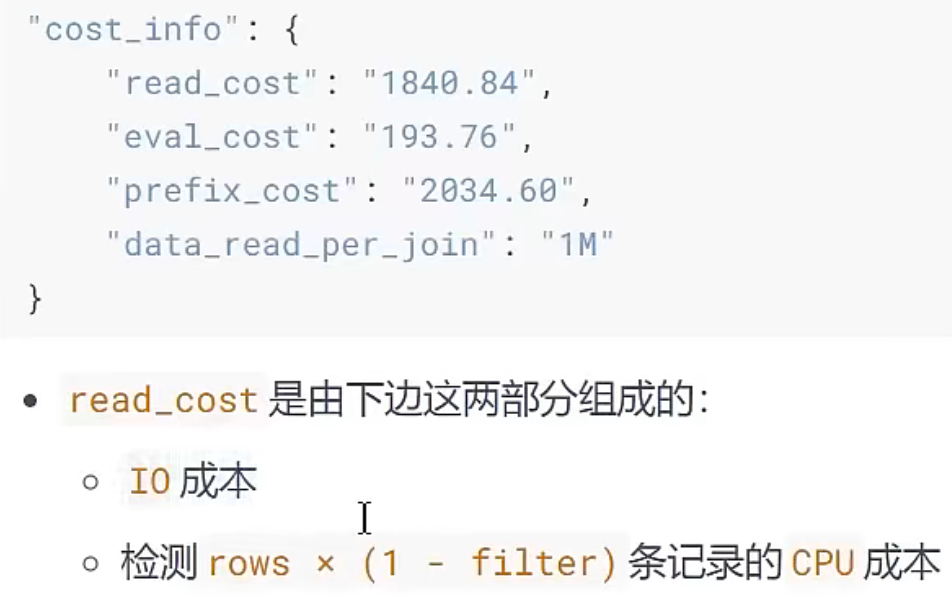 "cost_info": {
"read_cost": "1840.84",
"eval_cost": "193.76",
"prefix_cost": "2034.60",
"data_read_per_join": "1M"
}
• read_cost 是由下边这两部分组成的：
○ IO 成本
○ 检测 rows × (1 - filter) 条记录的 CPU 成本